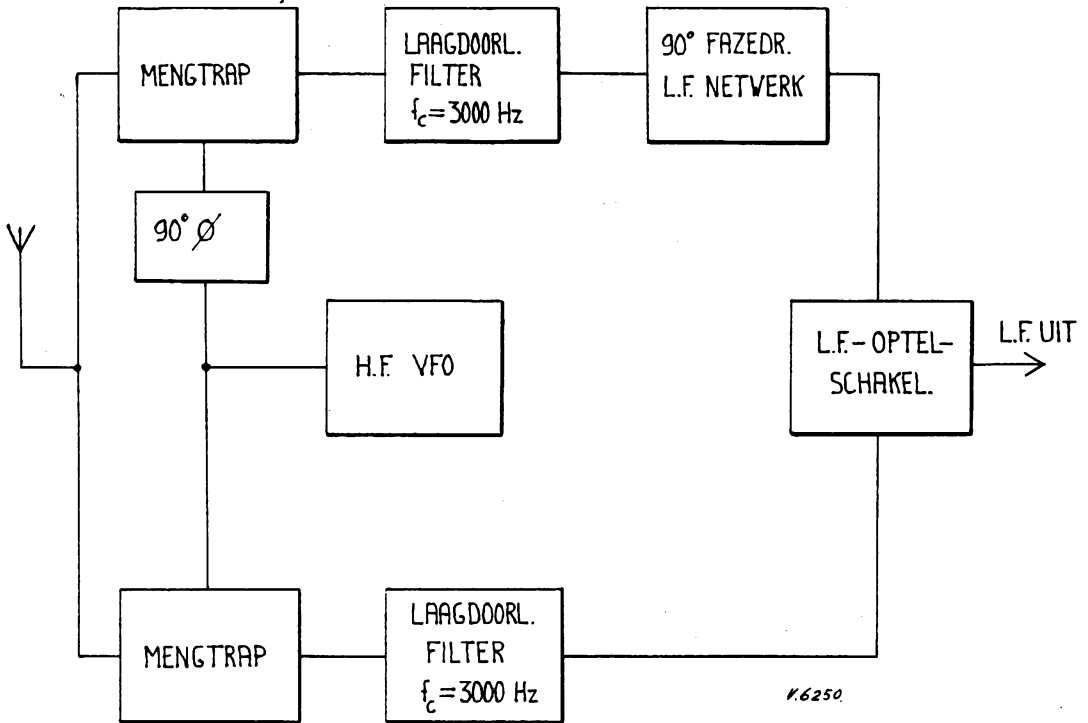 MENGTRAP
LAAGDOORL.
FILTER
fc = 3000 Hz
90° FAZEDR.
L.F. NETWERK
90° Ø
H.F. VFO
L.F.-OPTEL-
SCHAKEL.
L.F. UIT
MENGTRAP
LAAGDOORL.
FILTER
fc = 3000 Hz
V.6250